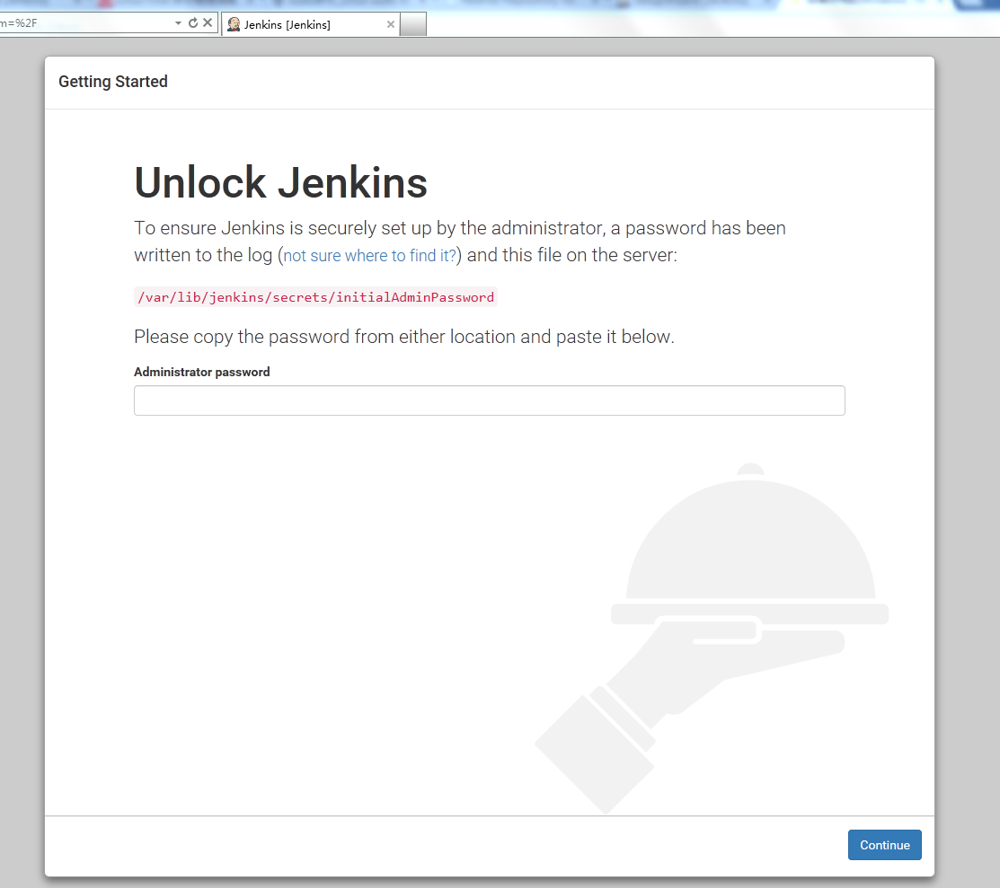 m=%2F
Jenkins [Jenkins]
Getting Started
Unlock Jenkins
To ensure Jenkins is securely set up by the administrator, a password has been
written to the log (not sure where to find it?) and this file on the server:
/var/lib/jenkins/secrets/initialAdminPassword
Please copy the password from either location and paste it below.
Administrator password
Continue